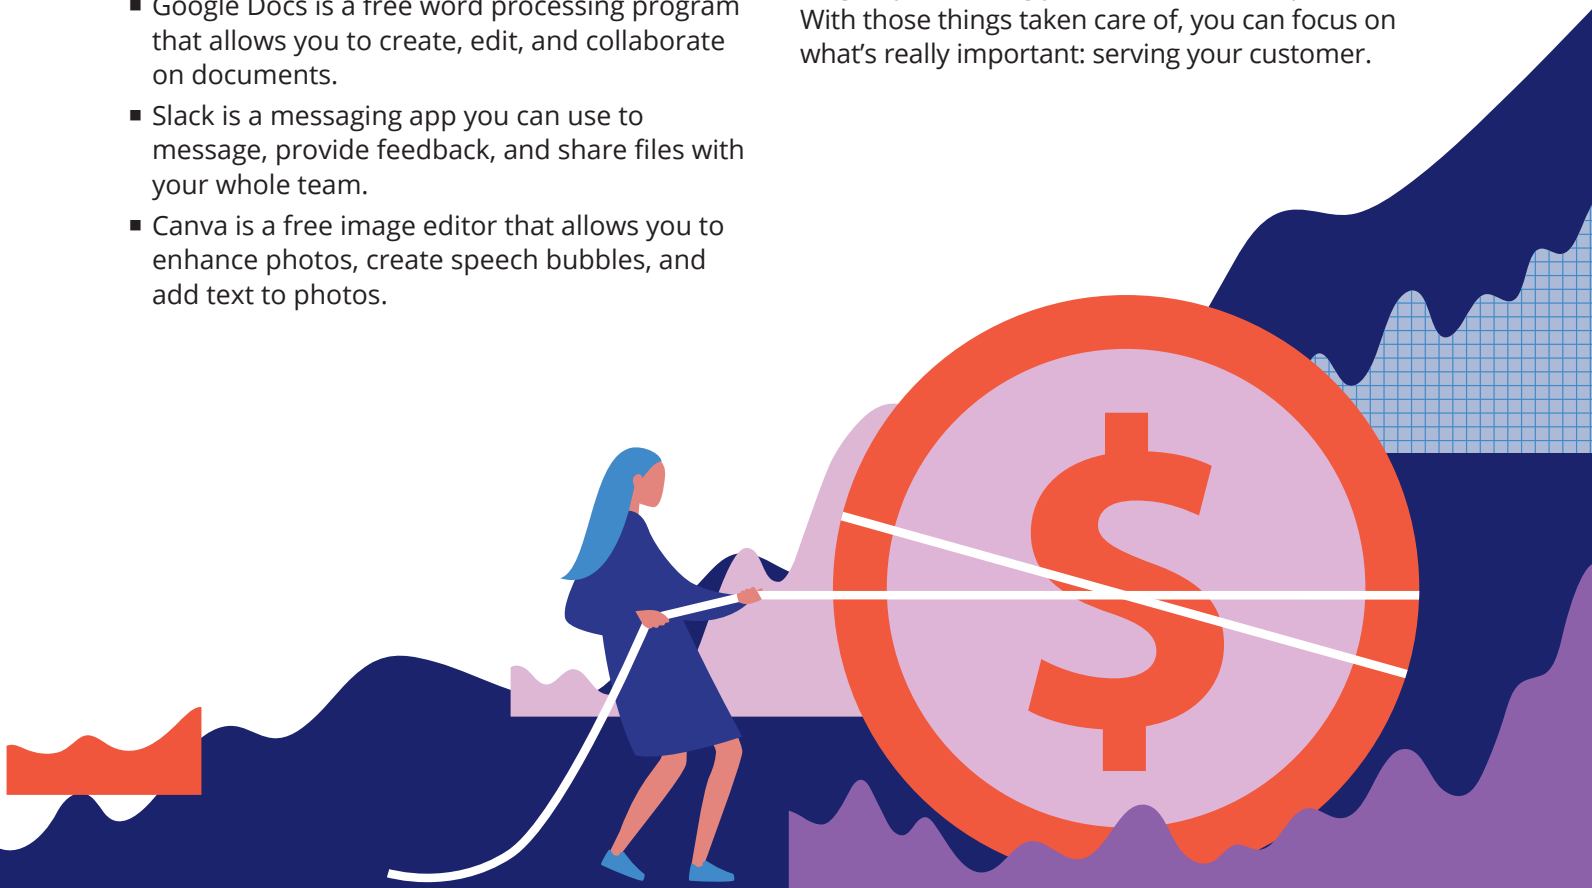 ■ Google Docs is a free word processing program
that allows you to create, edit, and collaborate
on documents.
■ Slack is a messaging app you can use to
message, provide feedback, and share files with
your whole team.
■ Canva is a free image editor that allows you to
enhance photos, create speech bubbles, and
add text to photos.
With those things taken care of, you can focus on
what’s really important: serving your customer.
$